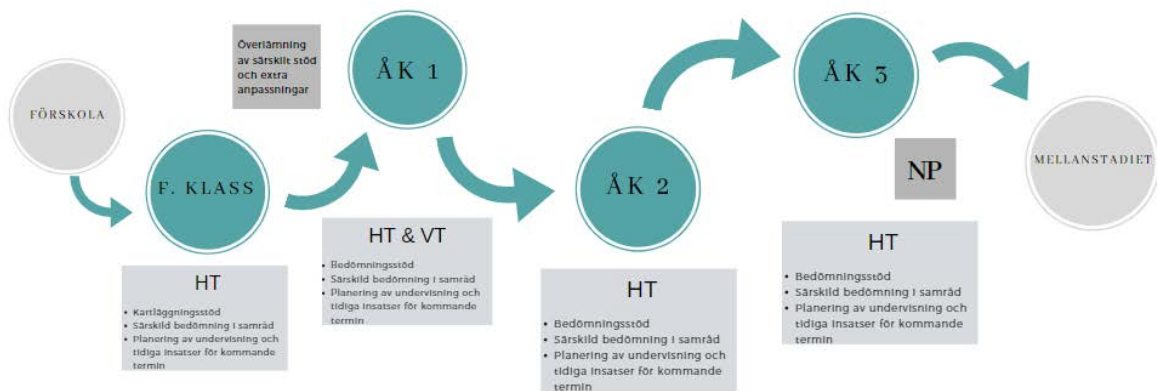 FÖRSKOLA
F. KLASS
HT
• Kartläggningsstöd
• Särskild bedömning i samråd
• Planering av undervisning och
tidiga insatser för kommande
termin
Överlämning
av särskilt stöd
och extra
anpassningar
ÅK 1
HT & VT
• Bedömningsstöd
• Särskild bedömning i samråd
• Planering av undervisning och
tidiga insatser för kommande
termin
ÅK 2
HT
• Bedömningsstöd
• Särskild bedömning i samråd
• Planering av undervisning och
tidiga insatser för kommande
termin
ÅK 3
NP
HT
• Bedömningsstöd
• Särskild bedömning i samråd
• Planering av undervisning och
tidiga insatser för kommande
termin
MELLANSTADIET